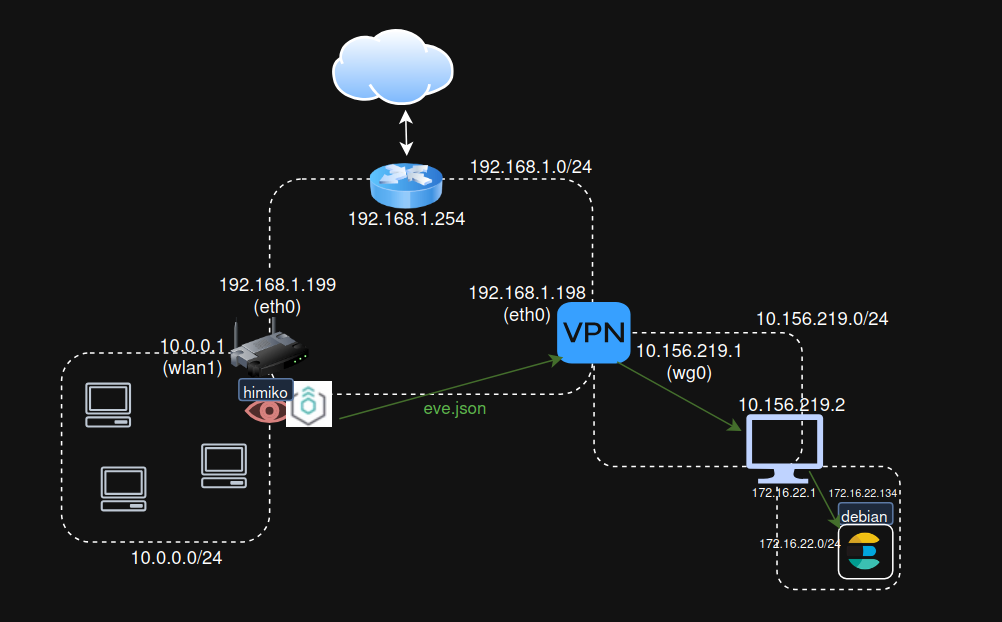 192.168.1.0/24
192.168.1.254
192.168.1.199
(eth0)
192.168.1.198
(eth0)
VPN
10.156.219.0/24
10.0.0.1
(wlan1)
10.156.219.1
(wg0)
himiko
eve.json
10.156.219.2
172.16.22.1
172.16.22.134
debian
172.16.22.0/24
10.0.0.0/24